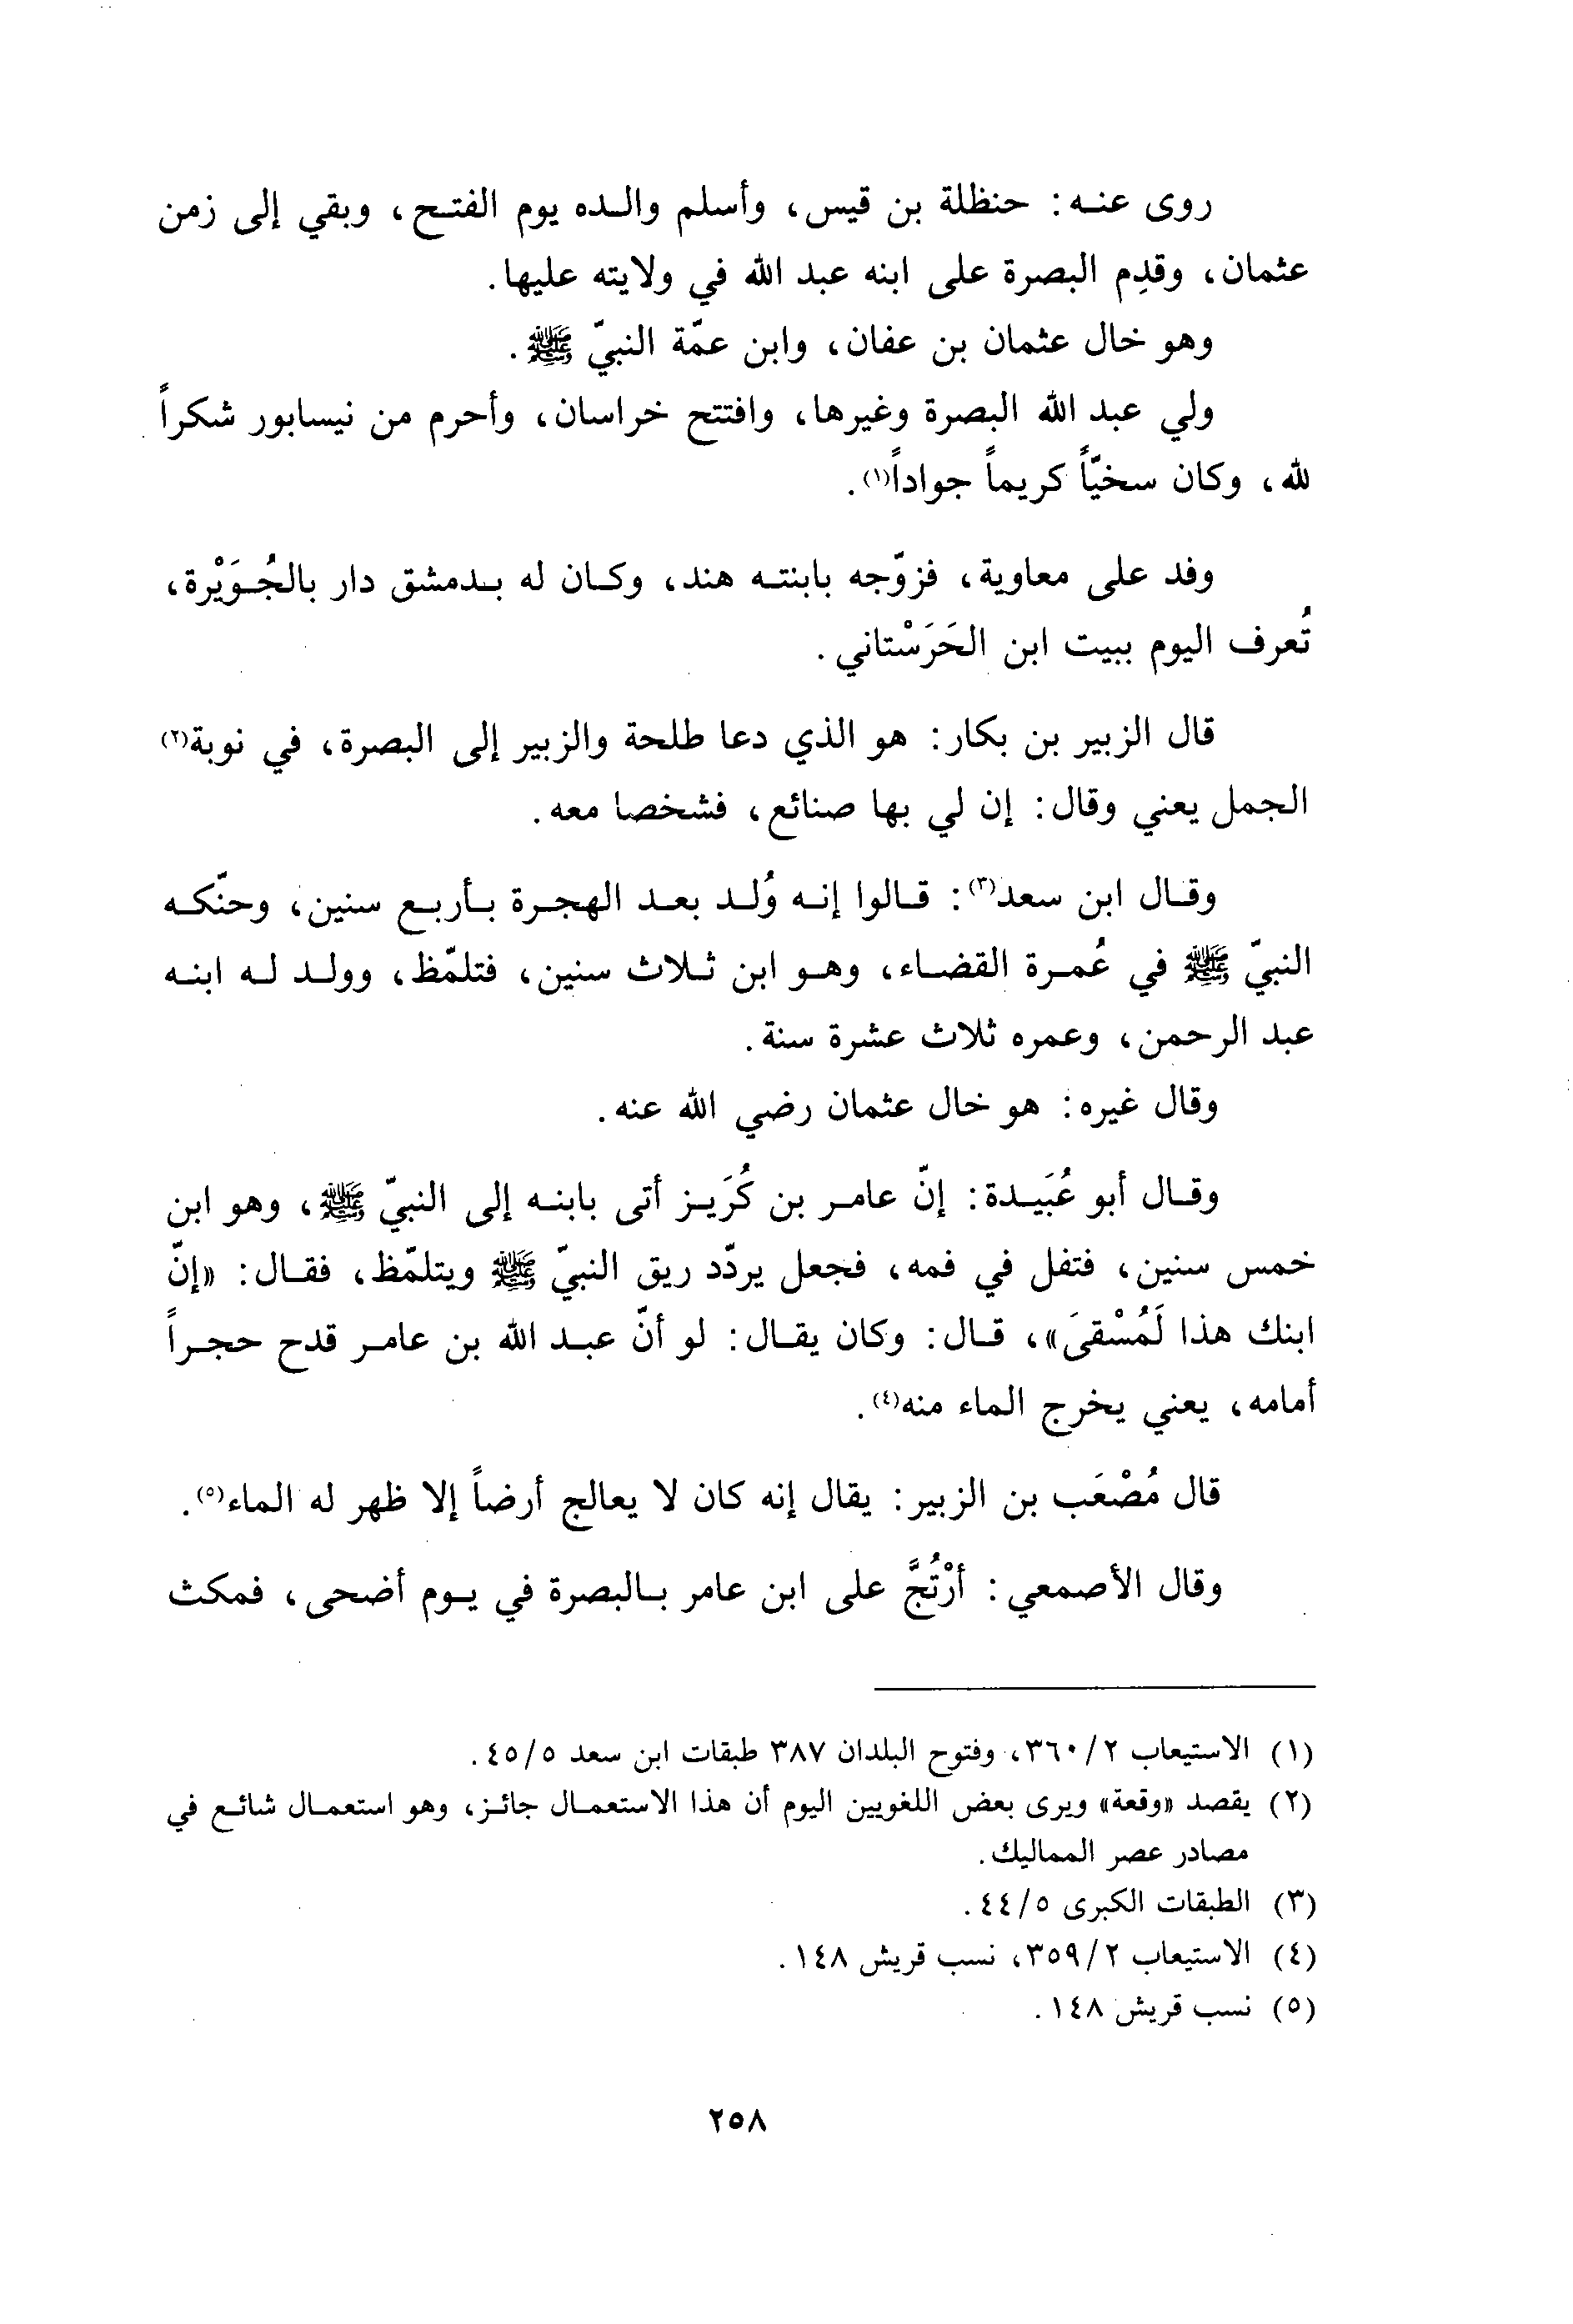 روى عنه: حنظلة بن قيس، وأسلم والده يوم الفتح، وبقي إلى زمن
عثمان، وقدِم البصرة على ابنه عبد الله في ولايته عليها.
وهو خال عثمان بن عفان، وابن عمّة النبيّ ﷺ.
ولي عبد الله البصرة وغيرها، وافتتح خراسان، وأحرم من نيسابور شكراً
لله، وكان سخيّاً كريماً جواداً(١).
وفد على معاوية، فزوّجه بابنته هند، وكان له بدمشق دار بالجُوَيْرة،
تُعرف اليوم ببيت ابن الحَرَسْتاني.
قال الزبير بن بكار: هو الذي دعا طلحة والزبير إلى البصرة، في نوبة(٢)
الجمل يعني وقال: إن لي بها صنائع، فشخصا معه.
وقال ابن سعد(٣): قالوا إنه وُلد بعد الهجرة بأربع سنين، وحنّكه
النبيّ ﷺ في عُمرة القضاء، وهو ابن ثلاث سنين، فتلمّظ، وولد له ابنه
عبد الرحمن، وعمره ثلاث عشرة سنة.
وقال غيره: هو خال عثمان رضي الله عنه.
وقال أبو عُبَيدة: إنّ عامر بن كُرَيز أتى بابنه إلى النبيّ ﷺ، وهو ابن
خمس سنين، فتفل في فمه، فجعل يردّد ريق النبيّ ﷺ ويتلمّظ، فقال: «إنّ
ابنك هذا لَمُسْقىَ»، قال: وكان يقال: لو أنّ عبد الله بن عامر قدح حجراً
أمامه، يعني يخرج الماء منه(٤).
قال مُصْعَب بن الزبير: يقال إنه كان لا يعالج أرضاً إلا ظهر له الماء(٥).
وقال الأصمعي: أرْتُجَّ على ابن عامر بالبصرة في يوم أضحى، فمكث
(١) الاستيعاب ٢/٣٦٠، وفتوح البلدان ٣٨٧ طبقات ابن سعد ٤٥/٥.
(٢) يقصد «وقعة» ويرى بعض اللغويين اليوم أن هذا الاستعمال جائز، وهو استعمال شائع في
مصادر عصر المماليك.
(٣) الطبقات الكبرى ٤٤/٥.
(٤) الاستيعاب ٣٥٩/٢، نسب قريش ١٤٨.
(٥) نسب قريش ١٤٨.
٢٥٨